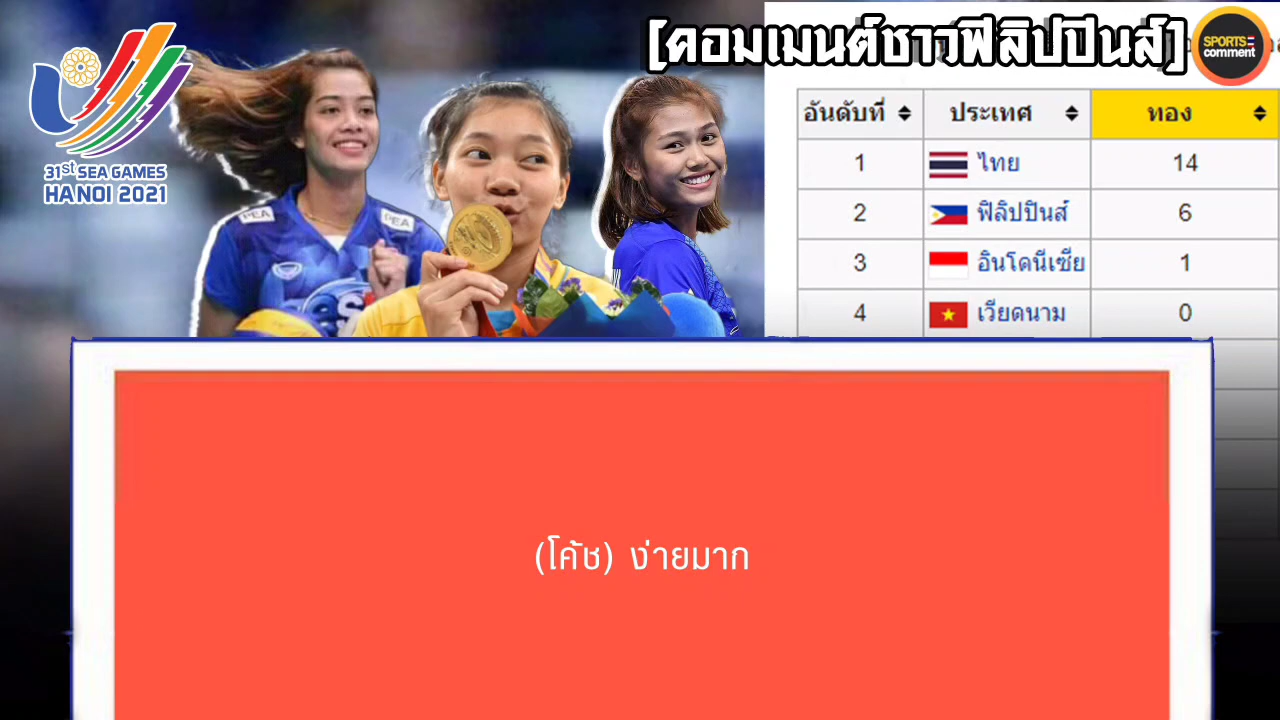 [คอมเมนต์ชาวฟิลิปปินส์]
SPORTS
comment
31st SEA GAMES
HANOI 2021
PEA
PEA
อันดับที่ ประเทศ ทอง
1 ไทย 14
2 ฟิลิปปินส์ 6
3 อินโดนีเซีย 1
4 เวียดนาม 0
(โค้ช) ง่ายมาก